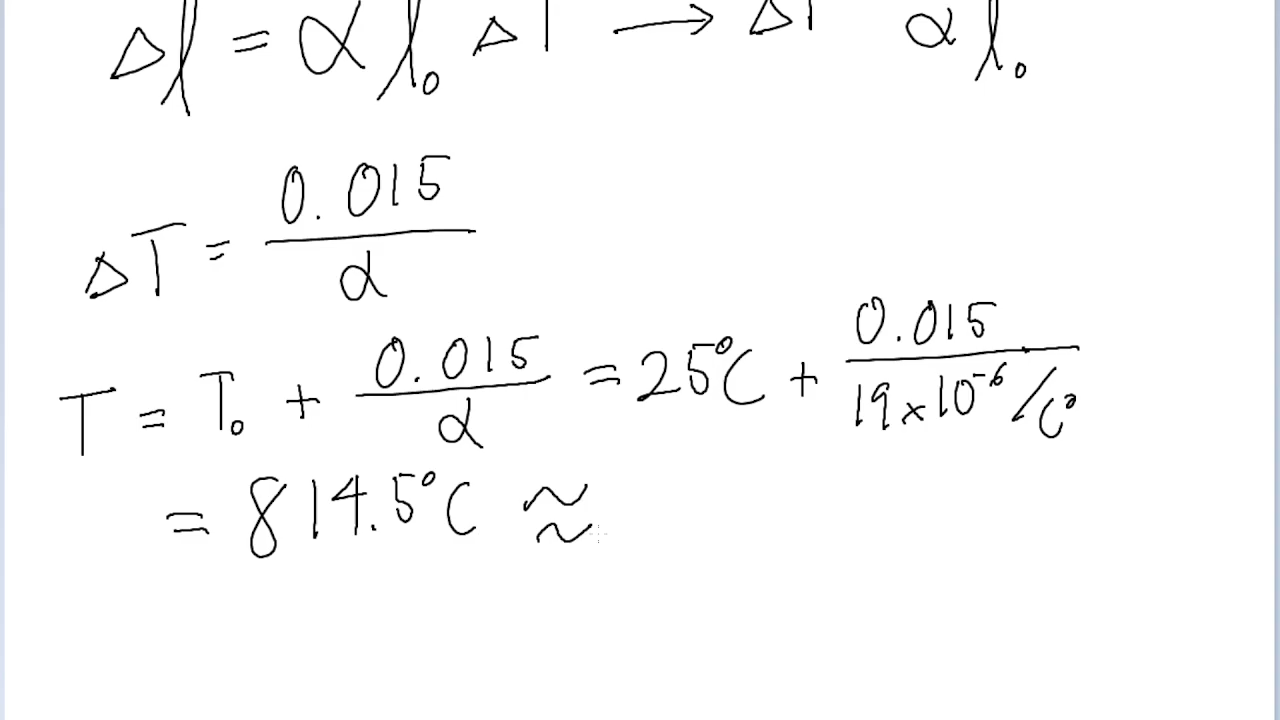 Δl = α l₀ ΔT → ΔT α l₀
ΔT = 0.015 / α
T = T₀ + 0.015 / α = 25°C + 0.015 / 19 × 10⁻⁶ /C°
= 814.5°C ≈